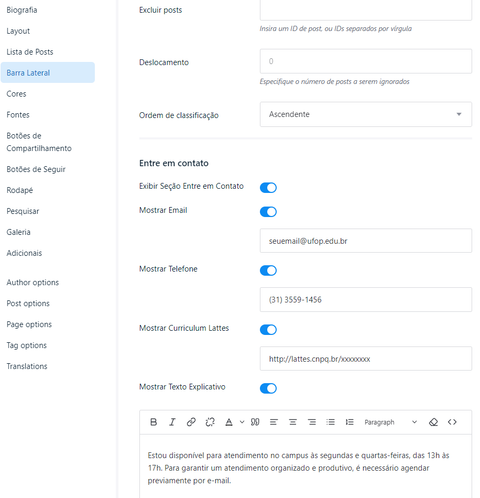 Biografia
Layout
Lista de Posts
Barra Lateral
Cores
Fontes
Botões de
Compartilhamento
Botões de Seguir
Rodapé
Pesquisar
Galeria
Adicionais
Author options
Post options
Page options
Tag options
Translations
Excluir posts
Insira um ID de post, ou IDs separados por vírgula
Deslocamento
0
Especifique o número de posts a serem ignorados
Ordem de classificação
Ascendente
Entre em contato
Exibir Seção Entre em Contato
Mostrar Email
seuemail@ufop.edu.br
Mostrar Telefone
(31) 3559-1456
Mostrar Curriculum Lattes
http://lattes.cnpq.br/xxxxxxxx
Mostrar Texto Explicativo
B I A Paragraph
Estou disponível para atendimento no campus às segundas e quartas-feiras, das 13h às
17h. Para garantir um atendimento organizado e produtivo, é necessário agendar
previamente por e-mail.